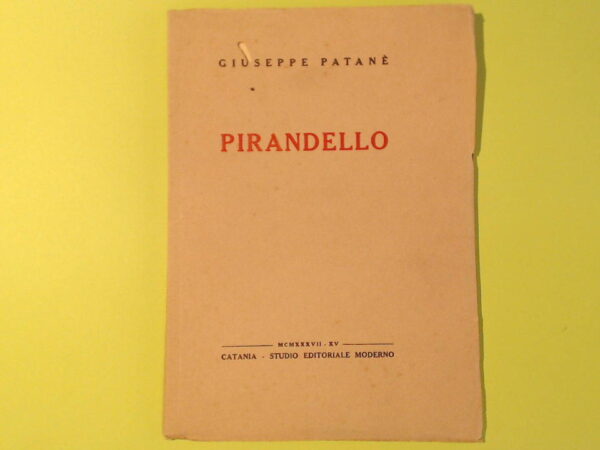 GIUSEPPE PATANÈ
PIRANDELLO
MCMXXXVII - XV
CATANIA - STUDIO EDITORIALE MODERNO